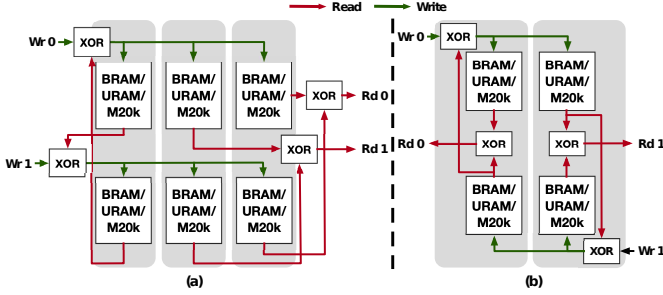 Read Write
Wr 0
XOR
BRAM/
URAM/
M20k
BRAM/
URAM/
M20k
BRAM/
URAM/
M20k
XOR
Rd 0
XOR
Rd 1
Wr 1
XOR
BRAM/
URAM/
M20k
BRAM/
URAM/
M20k
BRAM/
URAM/
M20k
(a)
Wr 0
XOR
BRAM/
URAM/
M20k
BRAM/
URAM/
M20k
Rd 0
XOR
XOR
Rd 1
BRAM/
URAM/
M20k
BRAM/
URAM/
M20k
XOR
Wr 1
(b)